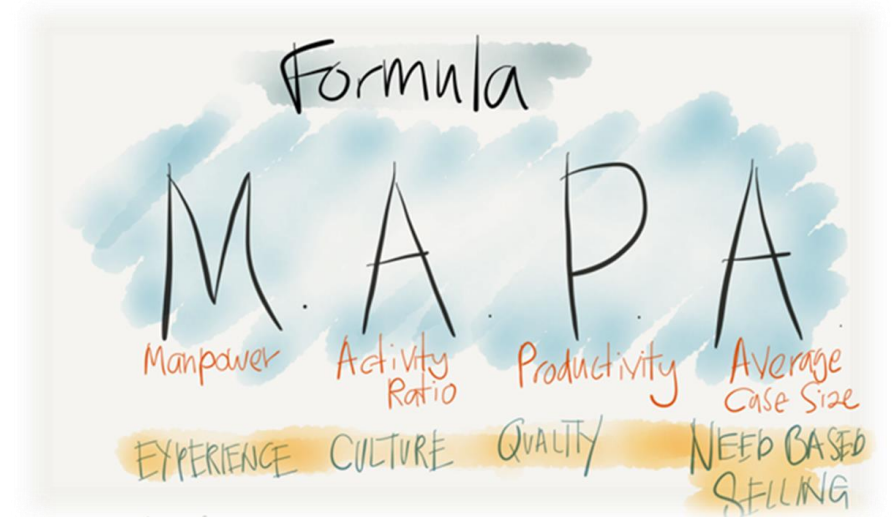 Formula
M . A . P . A .
Manpower Activity Ratio Productivity Average Case Size
EXPERIENCE CULTURE QUALITY NEED BASED SELLING